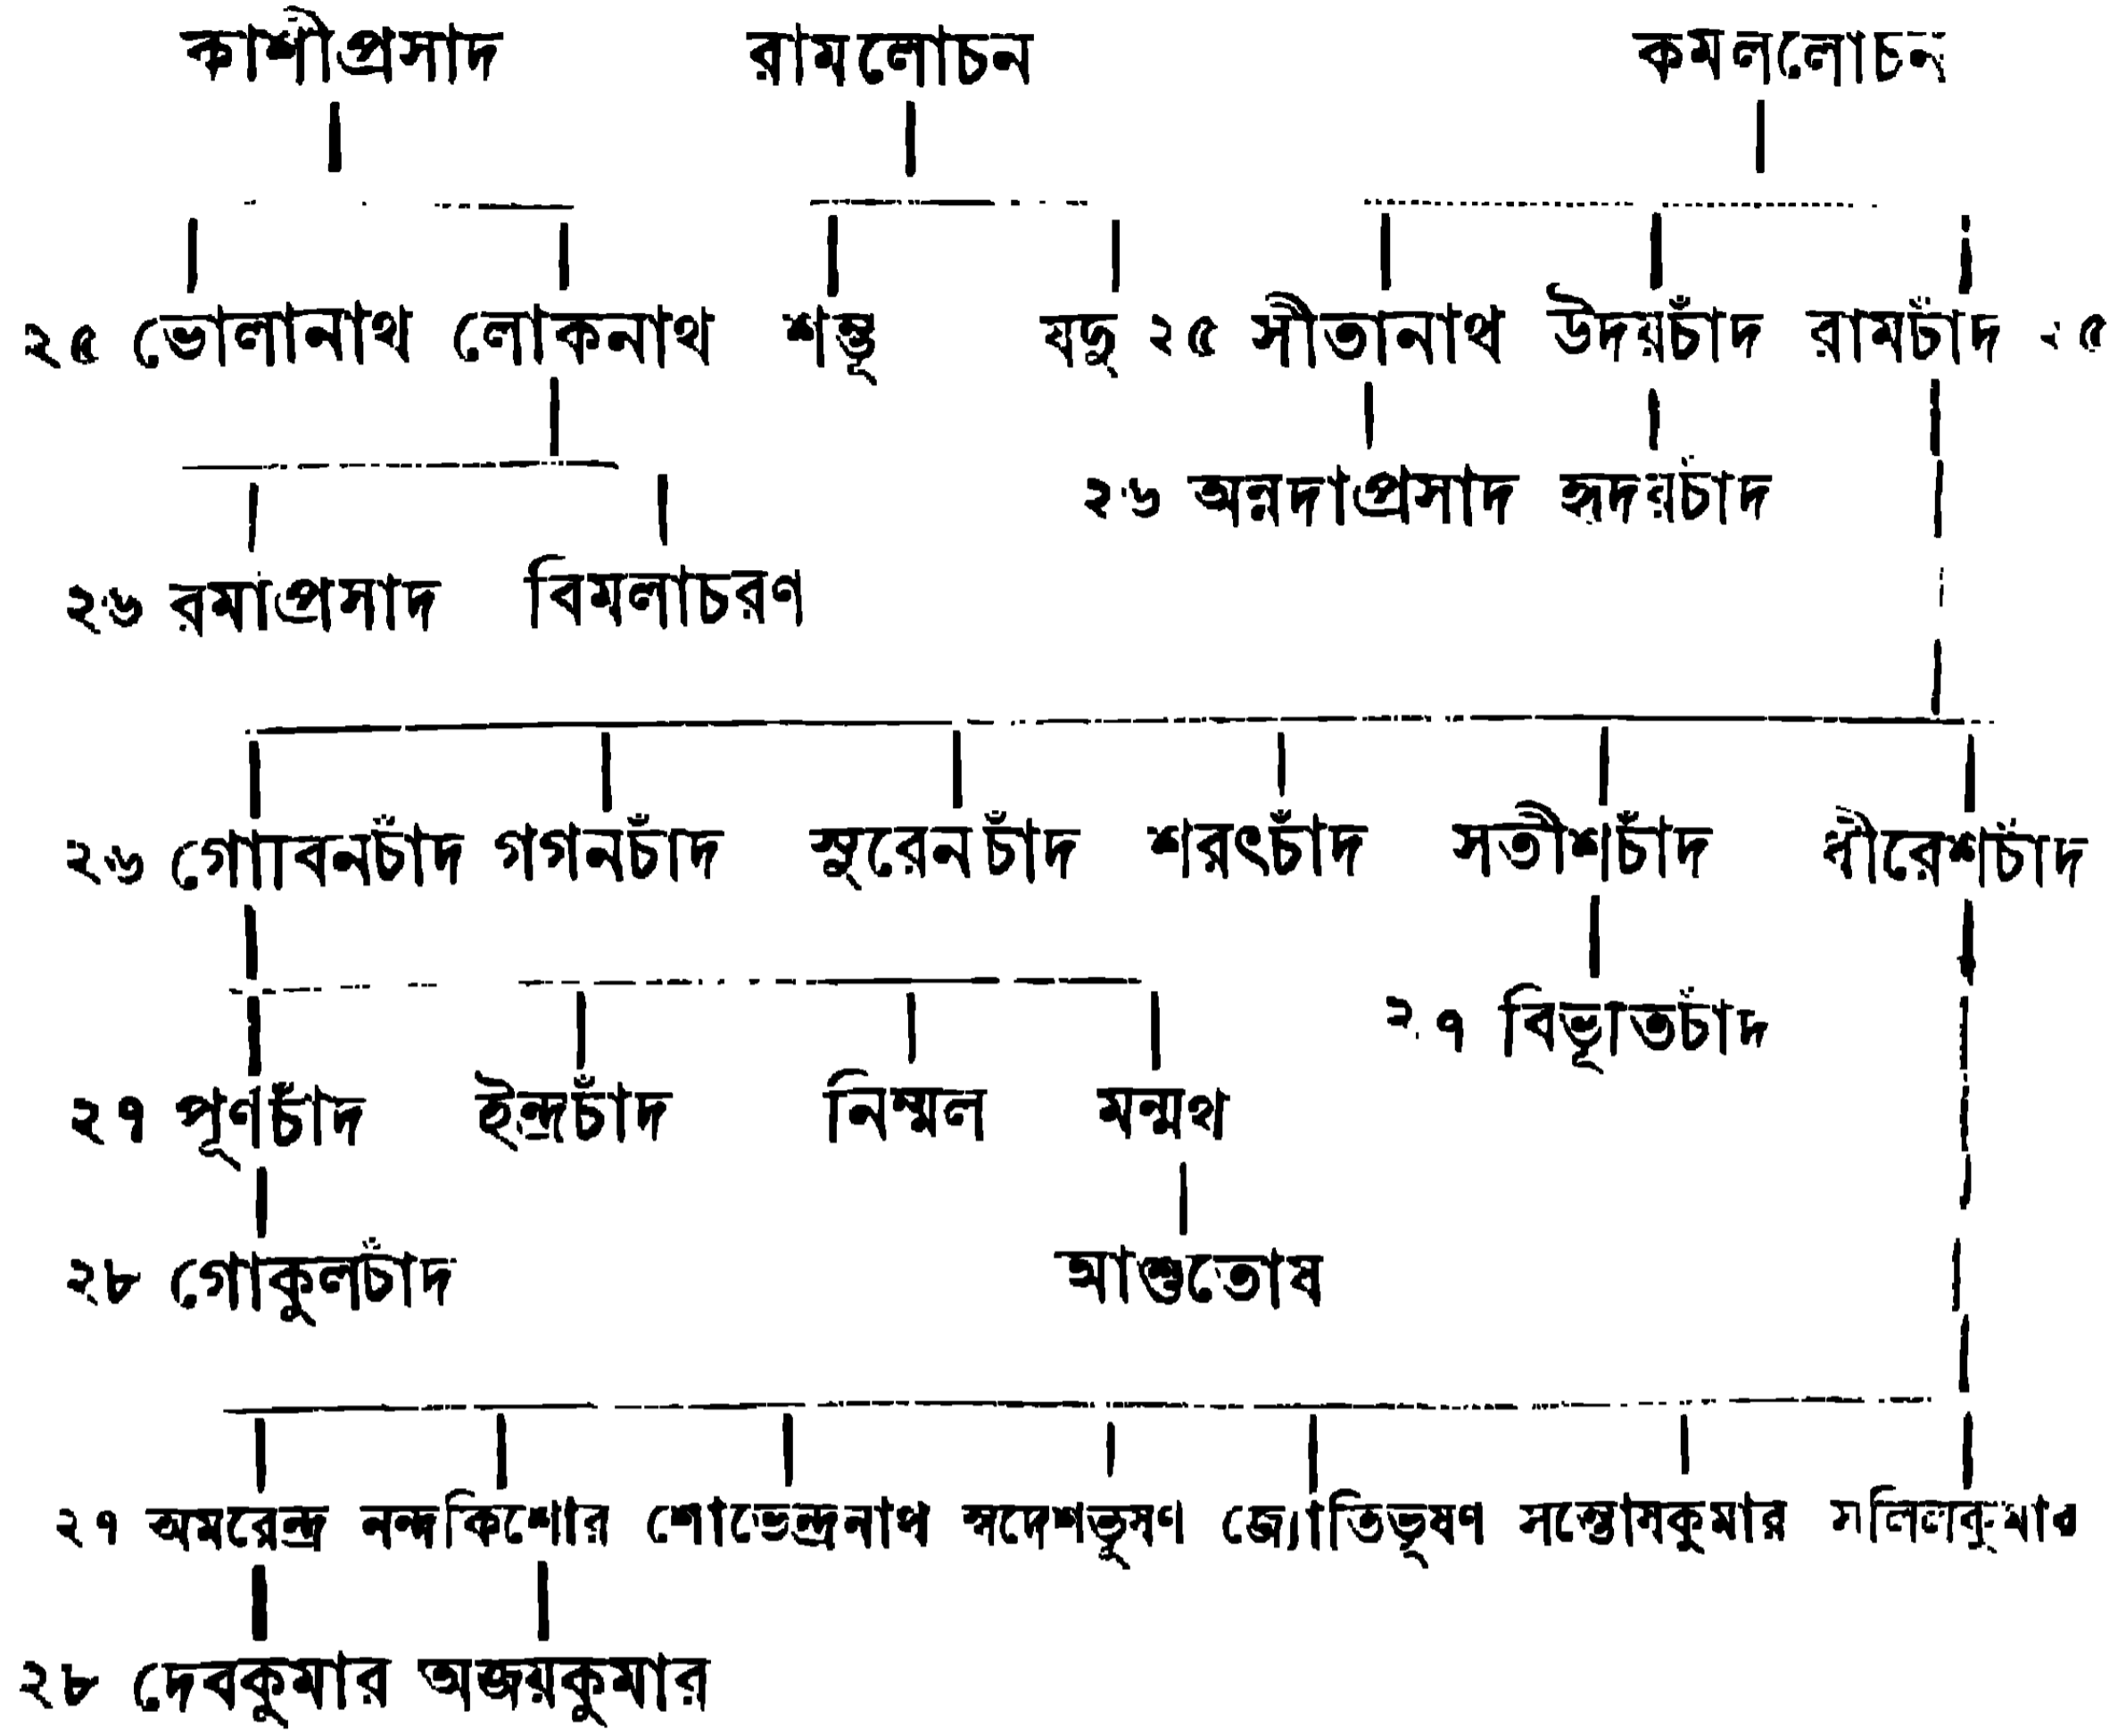 কাশীপ্রসাদ রামলোচন কমললোচন
২৫ ভোলানাথ লোকনাথ শম্ভু যদু ২৫ সীতানাথ উদয়চাঁদ রামচাঁদ ২৫
২৬ অন্নদাপ্রসাদ হৃদয়চাঁদ
২৬ রমাপ্রসাদ বিমলাচরণ
২৬ গগনচাঁদ সুরেনচাঁদ শরৎচাঁদ সতীশচাঁদ ধীরেশচাঁদ
২৭ বিভূতিচাঁদ
২৭ পূর্ণচাঁদ ইন্দ্রচাঁদ নির্ম্মল মন্মথ
২৮ গোকুলচাঁদ আশুতোষ
২৭ অমরেন্দ্র নন্দকিশোর শোভেন্দ্রনাথ স্বদেশভূষণ জ্যোতিভূষণ সন্তোষকুমার সলিলকুমার
২৮ দেবকুমার অজয়কুমার